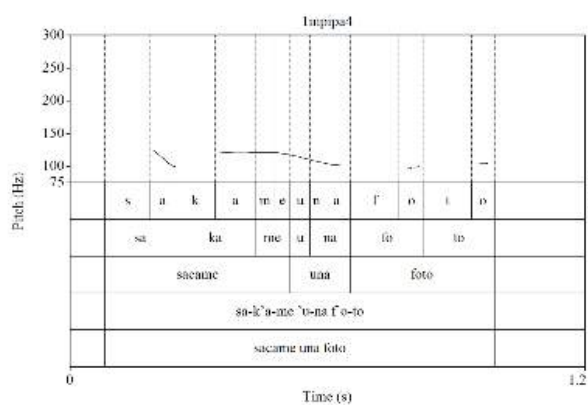 1mpipa4
300
250
200
150
100
75
Pitch (Hz)
s a k a m e u n a f o t o
sa ka me u na fo to
sacame una foto
sa-k'a-me 'u-na f'o-to
sacame una foto
0 1.2
Time (s)